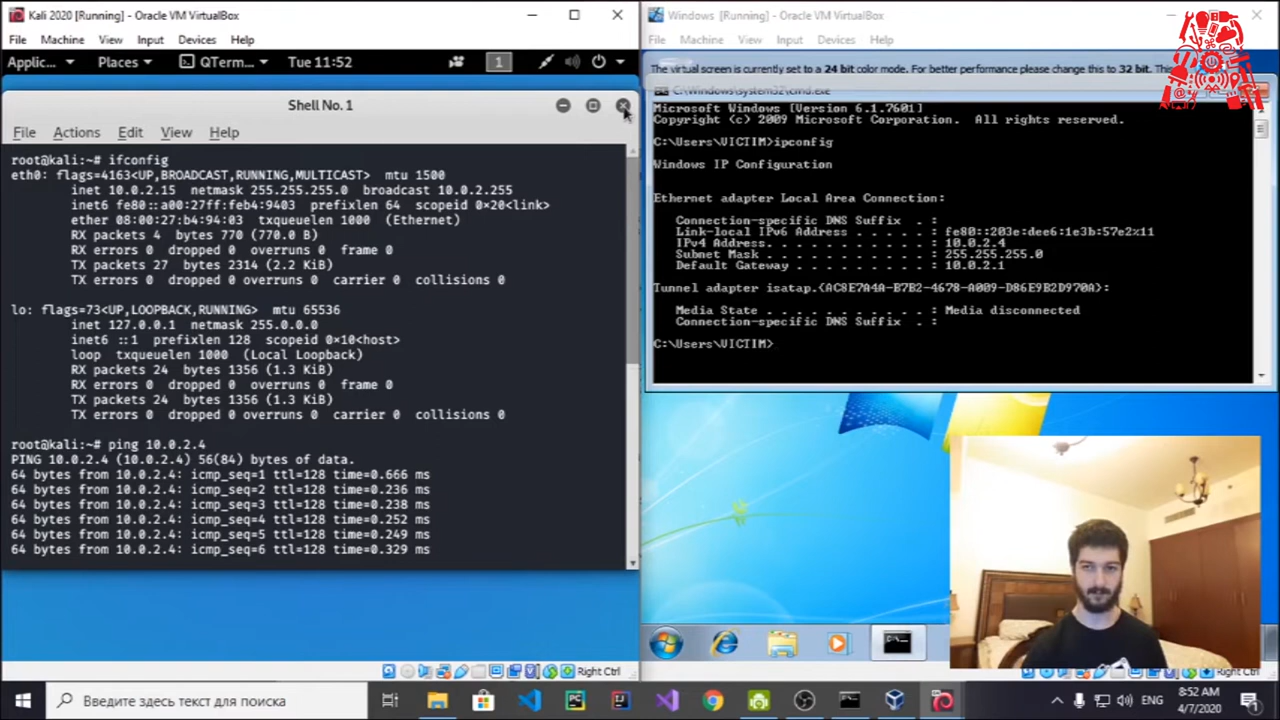 Kali 2020 [Running] - Oracle VM VirtualBox
File Machine View Input Devices Help
Applic... Places QTerm... Tue 11:52 1
Shell No. 1
File Actions Edit View Help
root@kali:~# ifconfig
eth0: flags=4163<UP,BROADCAST,RUNNING,MULTICAST> mtu 1500
inet 10.0.2.15 netmask 255.255.255.0 broadcast 10.0.2.255
inet6 fe80::a00:27ff:feb4:9403 prefixlen 64 scopeid 0×20<link>
ether 08:00:27:b4:94:03 txqueuelen 1000 (Ethernet)
RX packets 4 bytes 770 (770.0 B)
RX errors 0 dropped 0 overruns 0 frame 0
TX packets 27 bytes 2314 (2.2 KiB)
TX errors 0 dropped 0 overruns 0 carrier 0 collisions 0
lo: flags=73<UP,LOOPBACK,RUNNING> mtu 65536
inet 127.0.0.1 netmask 255.0.0.0
inet6 ::1 prefixlen 128 scopeid 0×10<host>
loop txqueuelen 1000 (Local Loopback)
RX packets 24 bytes 1356 (1.3 KiB)
RX errors 0 dropped 0 overruns 0 frame 0
TX packets 24 bytes 1356 (1.3 KiB)
TX errors 0 dropped 0 overruns 0 carrier 0 collisions 0
root@kali:~# ping 10.0.2.4
PING 10.0.2.4 (10.0.2.4) 56(84) bytes of data.
64 bytes from 10.0.2.4: icmp_seq=1 ttl=128 time=0.666 ms
64 bytes from 10.0.2.4: icmp_seq=2 ttl=128 time=0.236 ms
64 bytes from 10.0.2.4: icmp_seq=3 ttl=128 time=0.238 ms
64 bytes from 10.0.2.4: icmp_seq=4 ttl=128 time=0.252 ms
64 bytes from 10.0.2.4: icmp_seq=5 ttl=128 time=0.249 ms
64 bytes from 10.0.2.4: icmp_seq=6 ttl=128 time=0.329 ms
Right Ctrl
Windows [Running] - Oracle VM VirtualBox
File Machine View Input Devices Help
The virtual screen is currently set to a 24 bit color mode. For better performance please change this to 32 bit. This
C:\Windows\system32\cmd.exe
Microsoft Windows [Version 6.1.7601]
Copyright (c) 2009 Microsoft Corporation. All rights reserved.
C:\Users\VICTIM>ipconfig
Windows IP Configuration
Ethernet adapter Local Area Connection:
Connection-specific DNS Suffix . :
Link-local IPv6 Address . . . . . : fe80::203e:dee6:1e3b:57e2%11
IPv4 Address. . . . . . . . . . . : 10.0.2.4
Subnet Mask . . . . . . . . . . . : 255.255.255.0
Default Gateway . . . . . . . . . : 10.0.2.1
Tunnel adapter isatap.{AC8E7A4A-B7B2-4678-A009-D86E9B2D970A}:
Media State . . . . . . . . . . . : Media disconnected
Connection-specific DNS Suffix . :
C:\Users\VICTIM>
Right Ctrl
Введите здесь текст для поиска
ENG
8:52 AM
4/7/2020